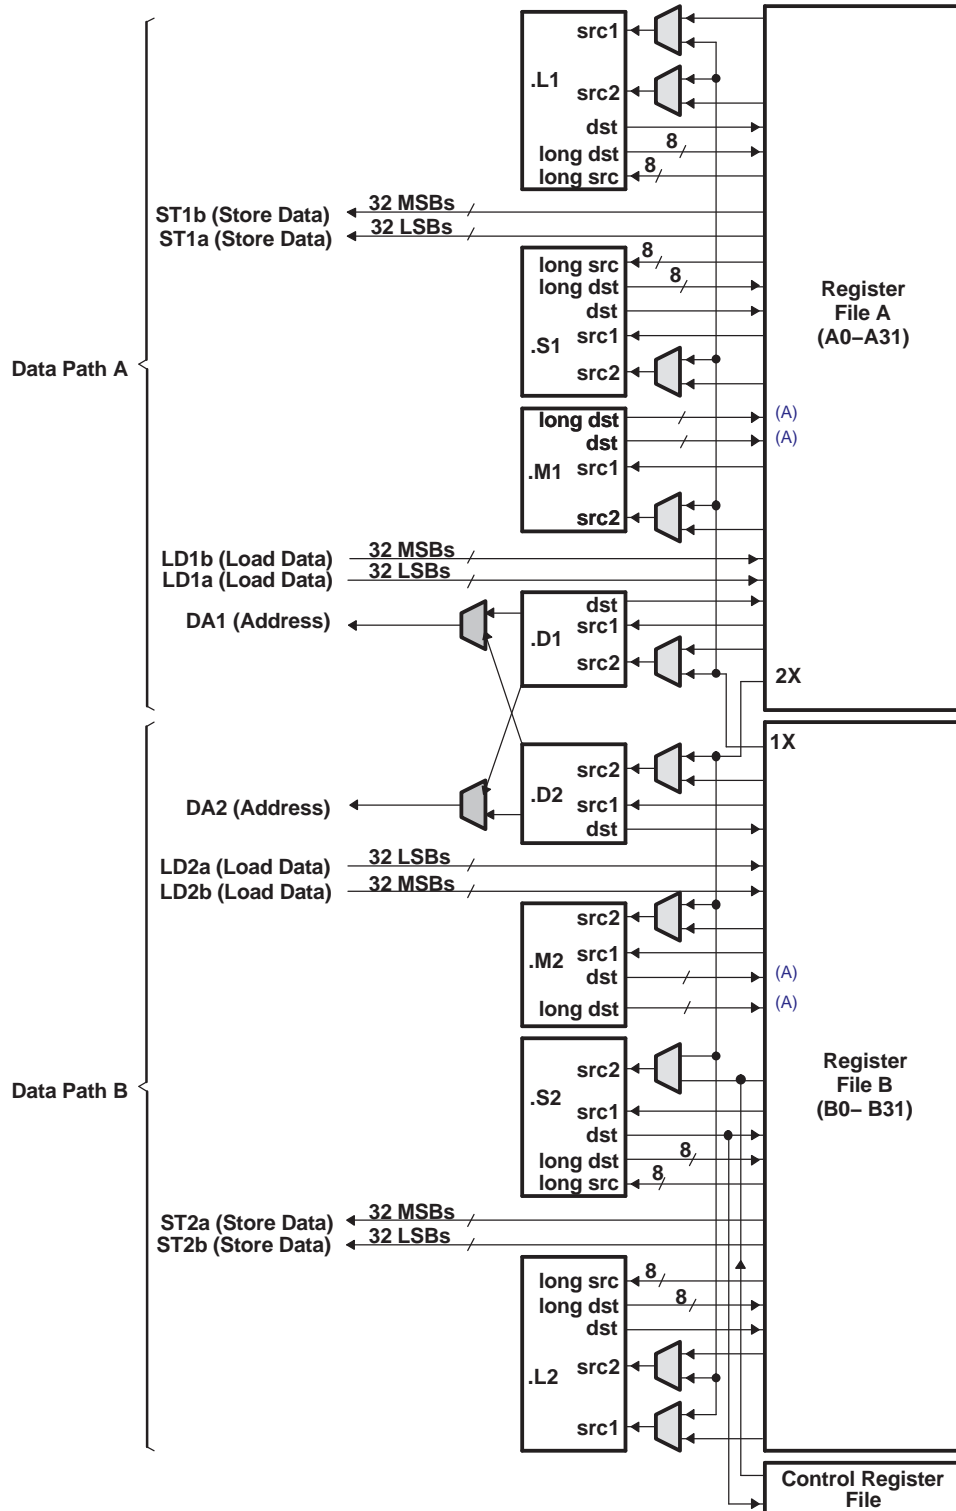 src1
.L1
src2
dst
8
long dst
8
long src
32 MSBs
ST1b (Store Data)
32 LSBs
ST1a (Store Data)
8
long src
8
long dst
dst
src1
.S1
src2
Register
File A
(A0–A31)
Data Path A
long dst
(A)
dst
(A)
src1
.M1
src2
32 MSBs
LD1b (Load Data)
32 LSBs
LD1a (Load Data)
dst
DA1 (Address)
src1
.D1
src2
2X
1X
src2
.D2
DA2 (Address)
src1
dst
32 LSBs
LD2a (Load Data)
32 MSBs
LD2b (Load Data)
src2
src1
.M2
dst
(A)
long dst
(A)
src2
.S2
src1
dst
8
long dst
8
long src
Register
File B
(B0– B31)
Data Path B
32 MSBs
ST2a (Store Data)
32 LSBs
ST2b (Store Data)
8
long src
8
long dst
dst
src2
.L2
src1
Control Register
File